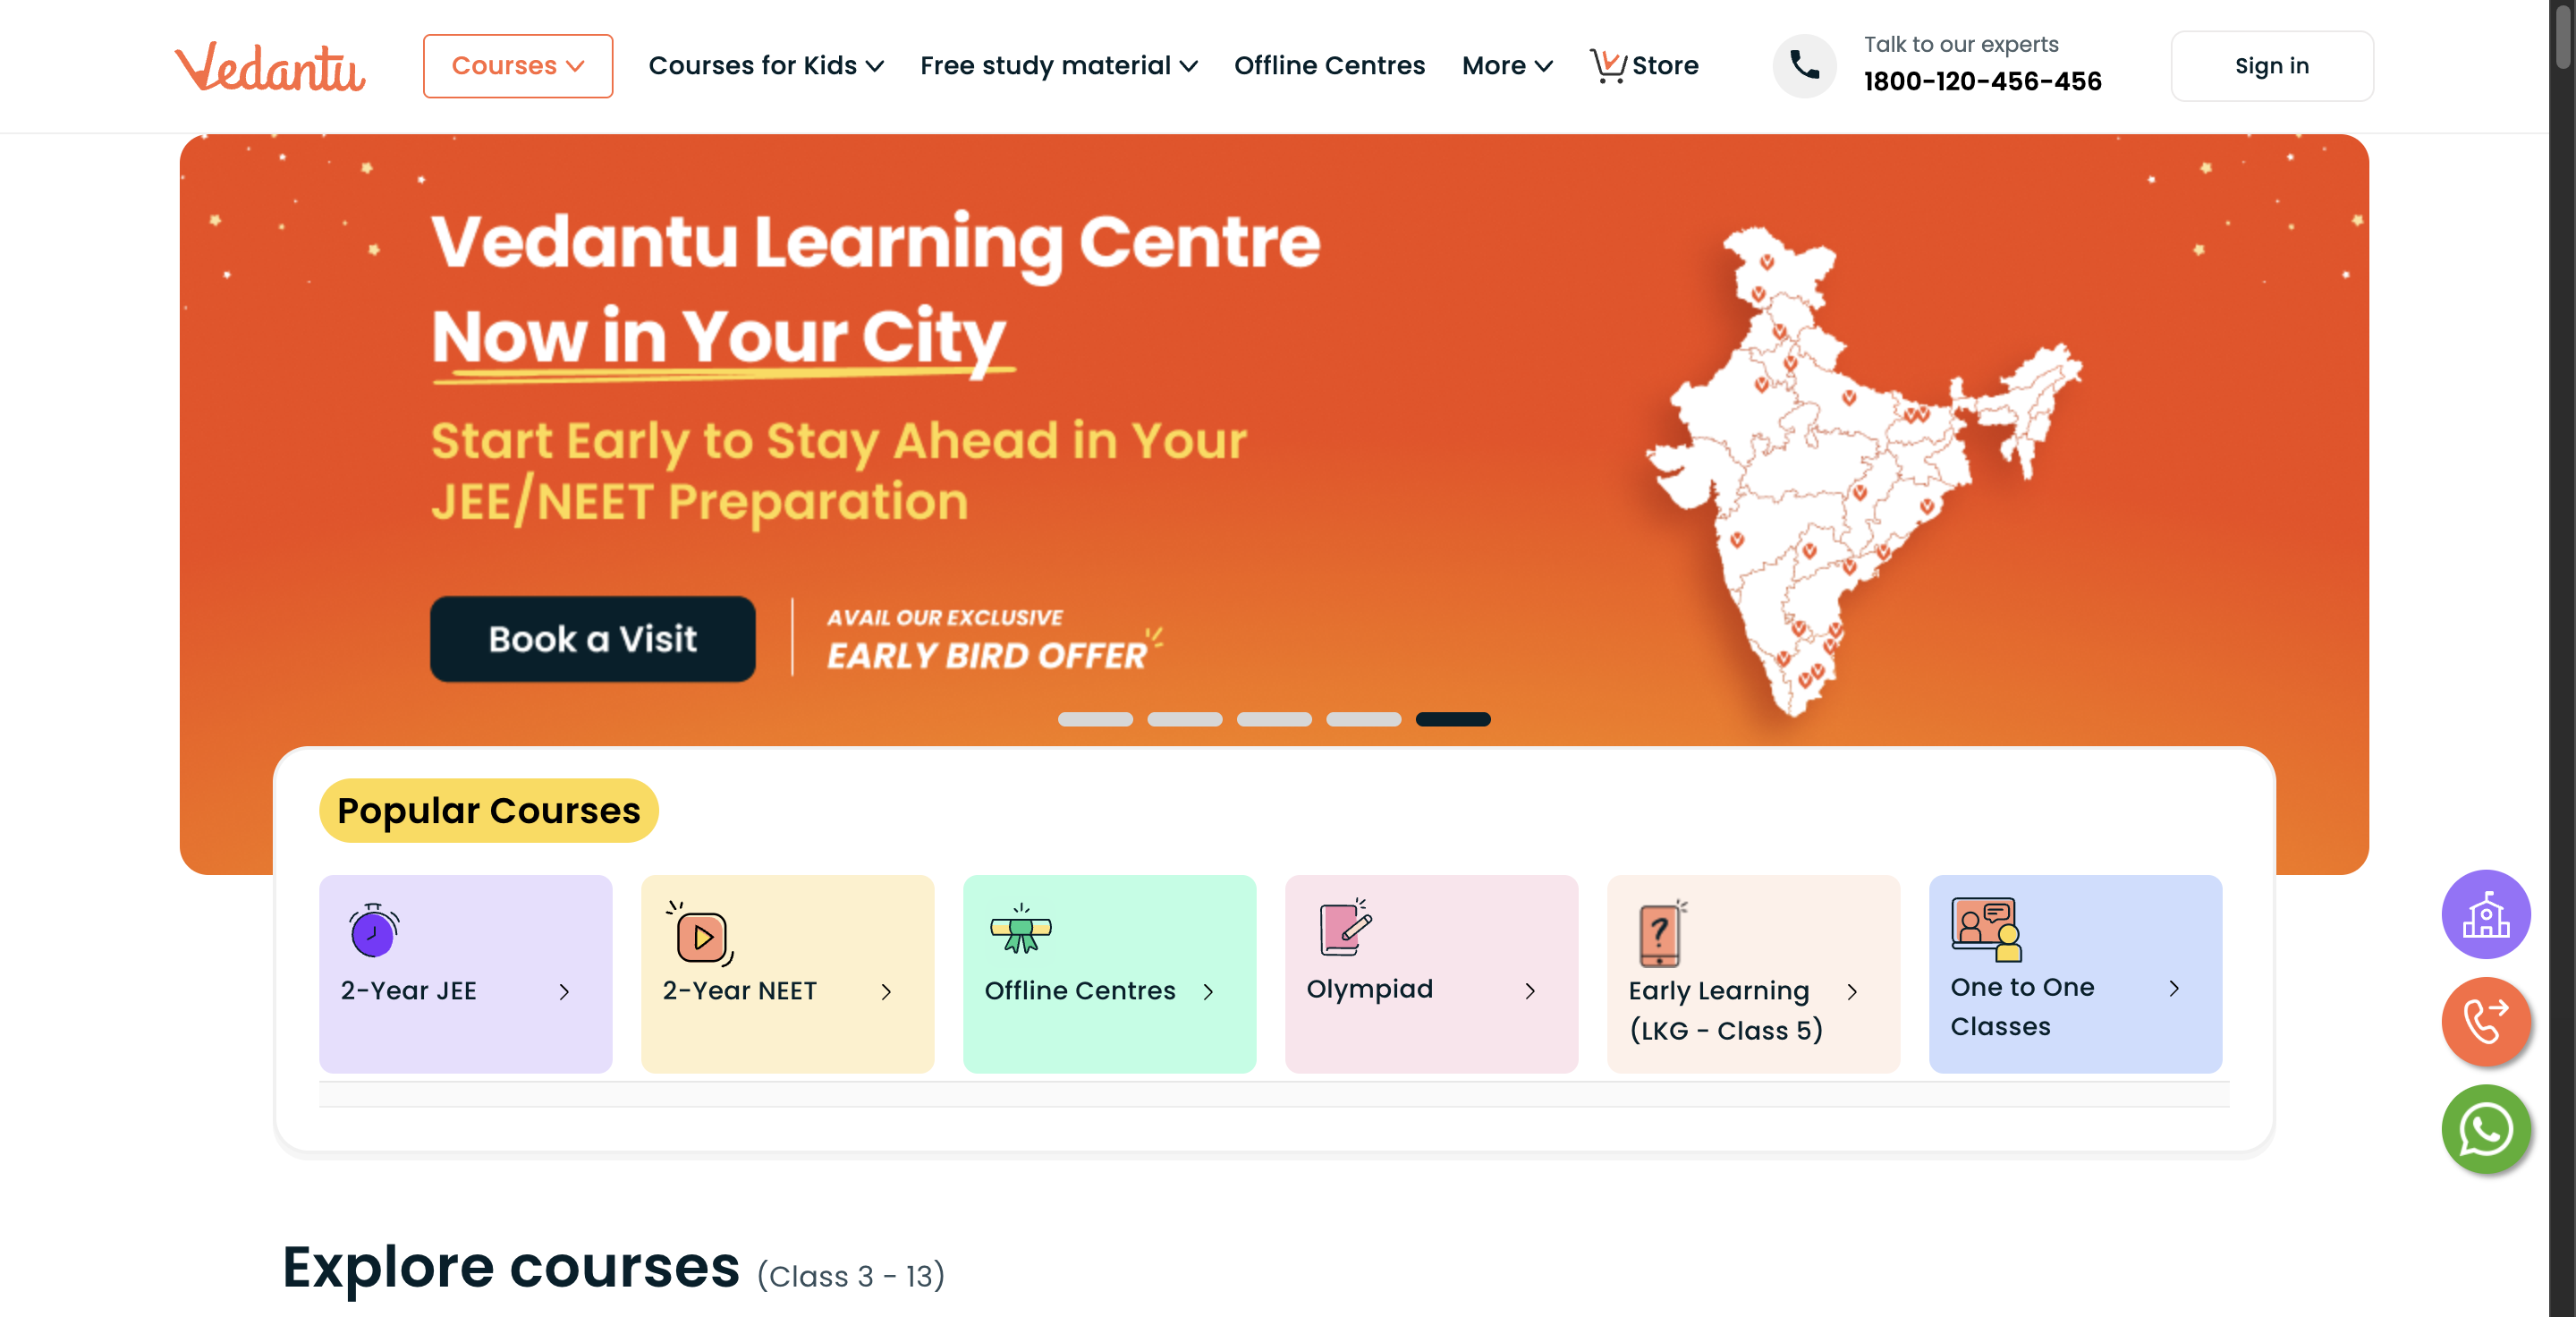 Vedantu
Courses
Courses for Kids
Free study material
Offline Centres
More
Store
Talk to our experts
1800-120-456-456
Sign in
Vedantu Learning Centre
Now in Your City
Start Early to Stay Ahead in Your
JEE/NEET Preparation
Book a Visit
AVAIL OUR EXCLUSIVE
EARLY BIRD OFFER
Popular Courses
2-Year JEE
2-Year NEET
Offline Centres
Olympiad
Early Learning
(LKG - Class 5)
One to One
Classes
Explore courses (Class 3 - 13)